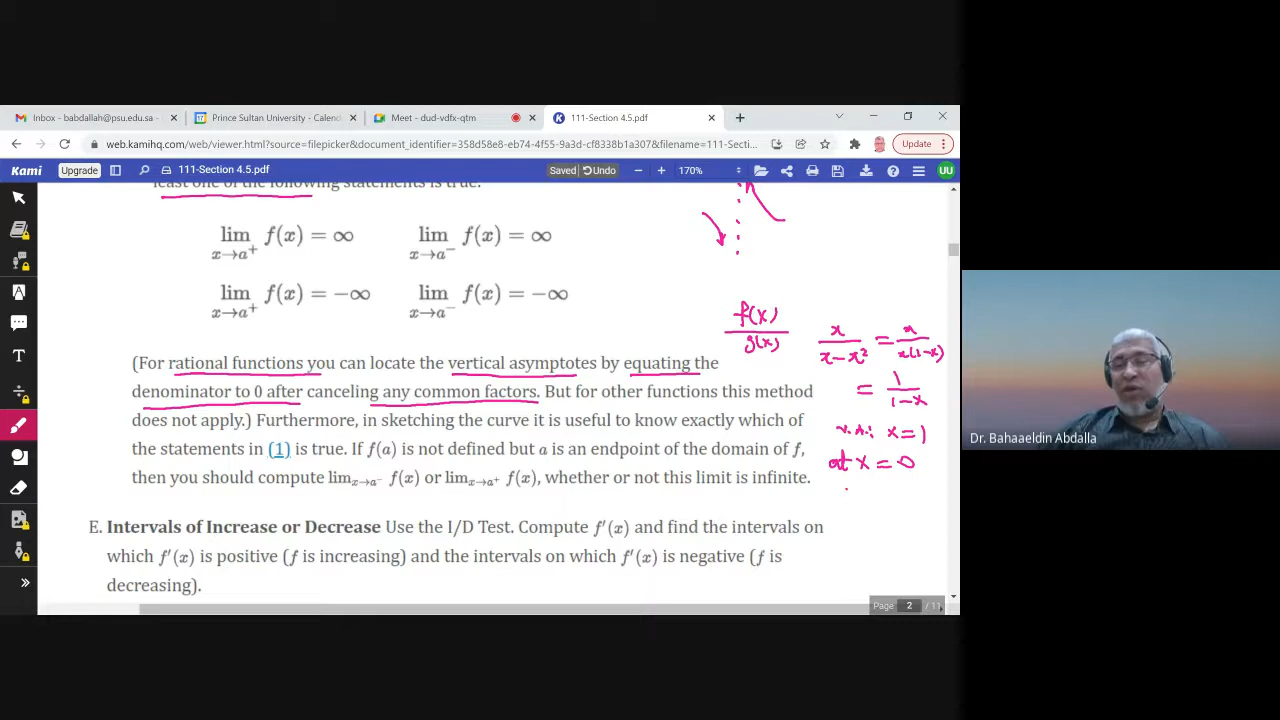 Inbox - babdallah@psu.edu.sa -
Prince Sultan University - Calend
Meet - dud-vdfx-qtm
111-Section 4.5.pdf
web.kamihq.com/web/viewer.html?source=filepicker&document_identifier=358d58e8-eb74-4f55-9a3d-cf8338b1a307&filename=111-Secti...
Update
Kami
Upgrade
111-Section 4.5.pdf
Saved
Undo
170%
UU
least one of the following statements is true:
lim x→a⁺ f(x) = ∞ lim x→a⁻ f(x) = ∞
lim x→a⁺ f(x) = −∞ lim x→a⁻ f(x) = −∞
f(x)/g(x)
x/(x−x²) = x/(x(1−x))
= 1/(1−x)
V.A: x=1
at x=0
(For rational functions you can locate the vertical asymptotes by equating the
denominator to 0 after canceling any common factors. But for other functions this method
does not apply.) Furthermore, in sketching the curve it is useful to know exactly which of
the statements in (1) is true. If f(a) is not defined but a is an endpoint of the domain of f,
then you should compute limₓ→ₐ⁻ f(x) or limₓ→ₐ⁺ f(x), whether or not this limit is infinite.
E. Intervals of Increase or Decrease Use the I/D Test. Compute f′(x) and find the intervals on
which f′(x) is positive (f is increasing) and the intervals on which f′(x) is negative (f is
decreasing).
Page 2 / 11
Dr. Bahaaeldin Abdalla